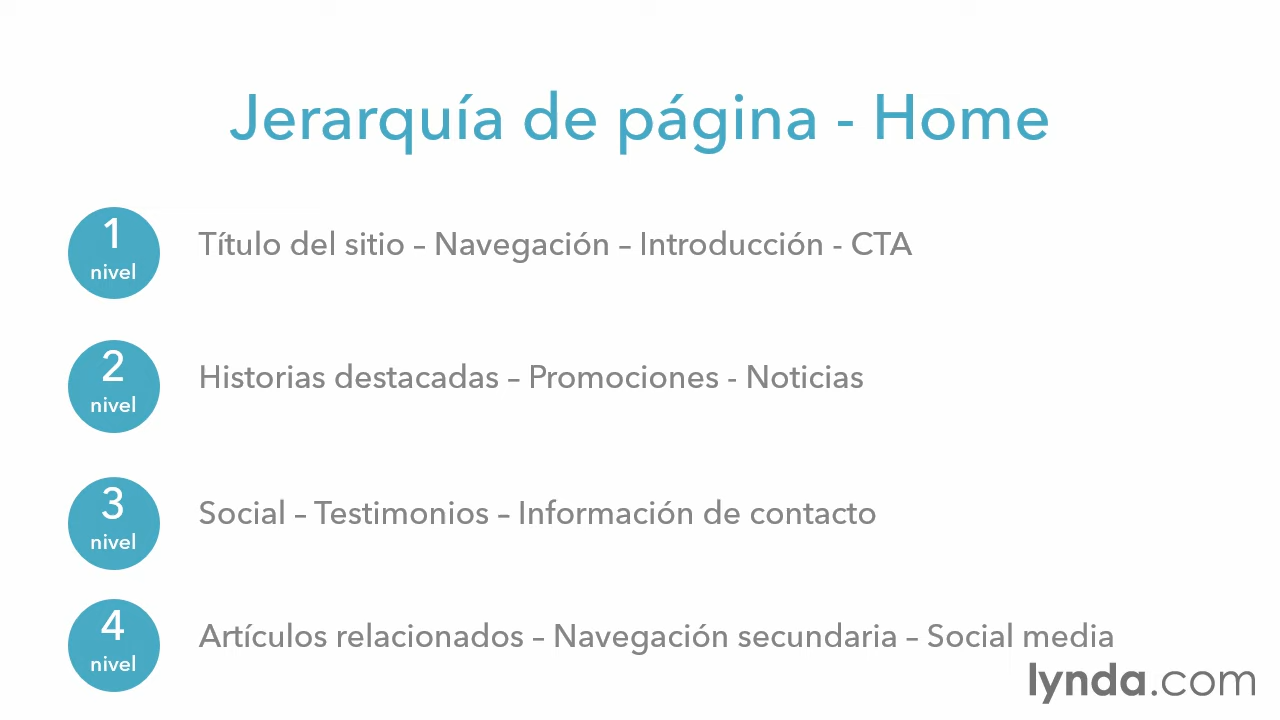 Jerarquía de página - Home
1
nivel
Título del sitio – Navegación – Introducción - CTA
2
nivel
Historias destacadas – Promociones - Noticias
3
nivel
Social – Testimonios – Información de contacto
4
nivel
Artículos relacionados – Navegación secundaria – Social media
lynda.com